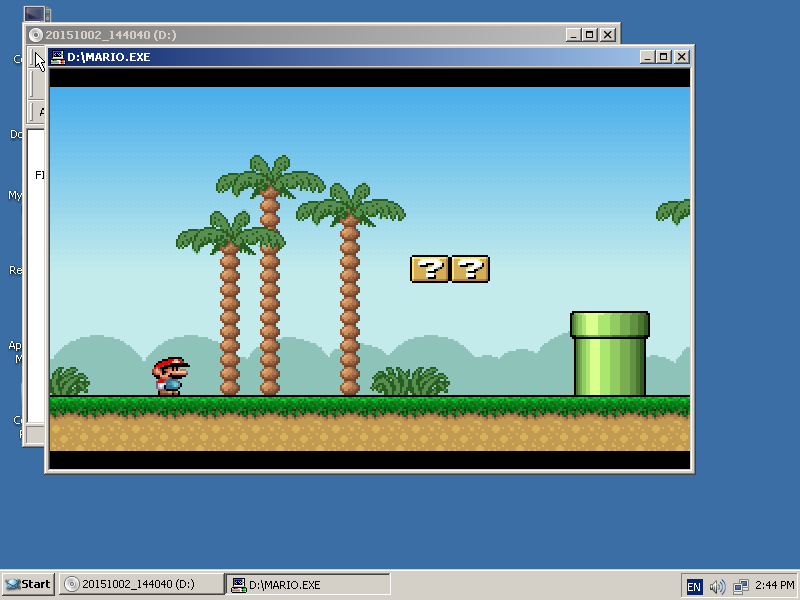 20151002_144040 (D:)
D:\MARIO.EXE
? ?
Start
20151002_144040 (D:)
D:\MARIO.EXE
EN
2:44 PM